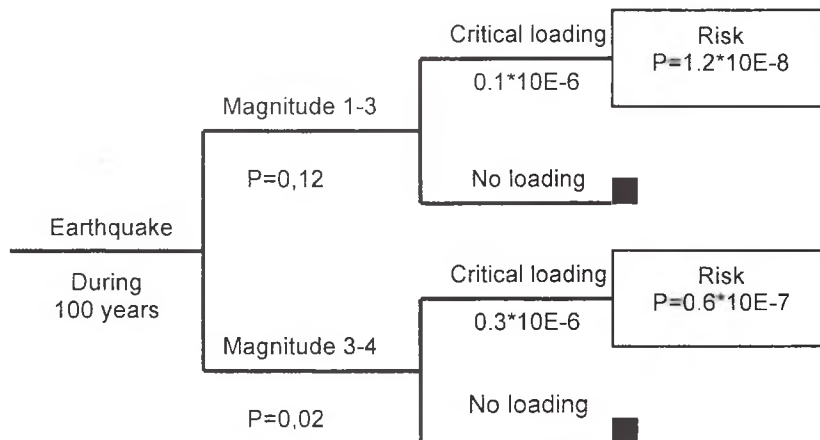 Critical loading
0.1*10E-6
Risk
P=1.2*10E-8
Magnitude 1-3
P=0,12
No loading
Earthquake
During
100 years
Critical loading
0.3*10E-6
Risk
P=0.6*10E-7
Magnitude 3-4
P=0,02
No loading